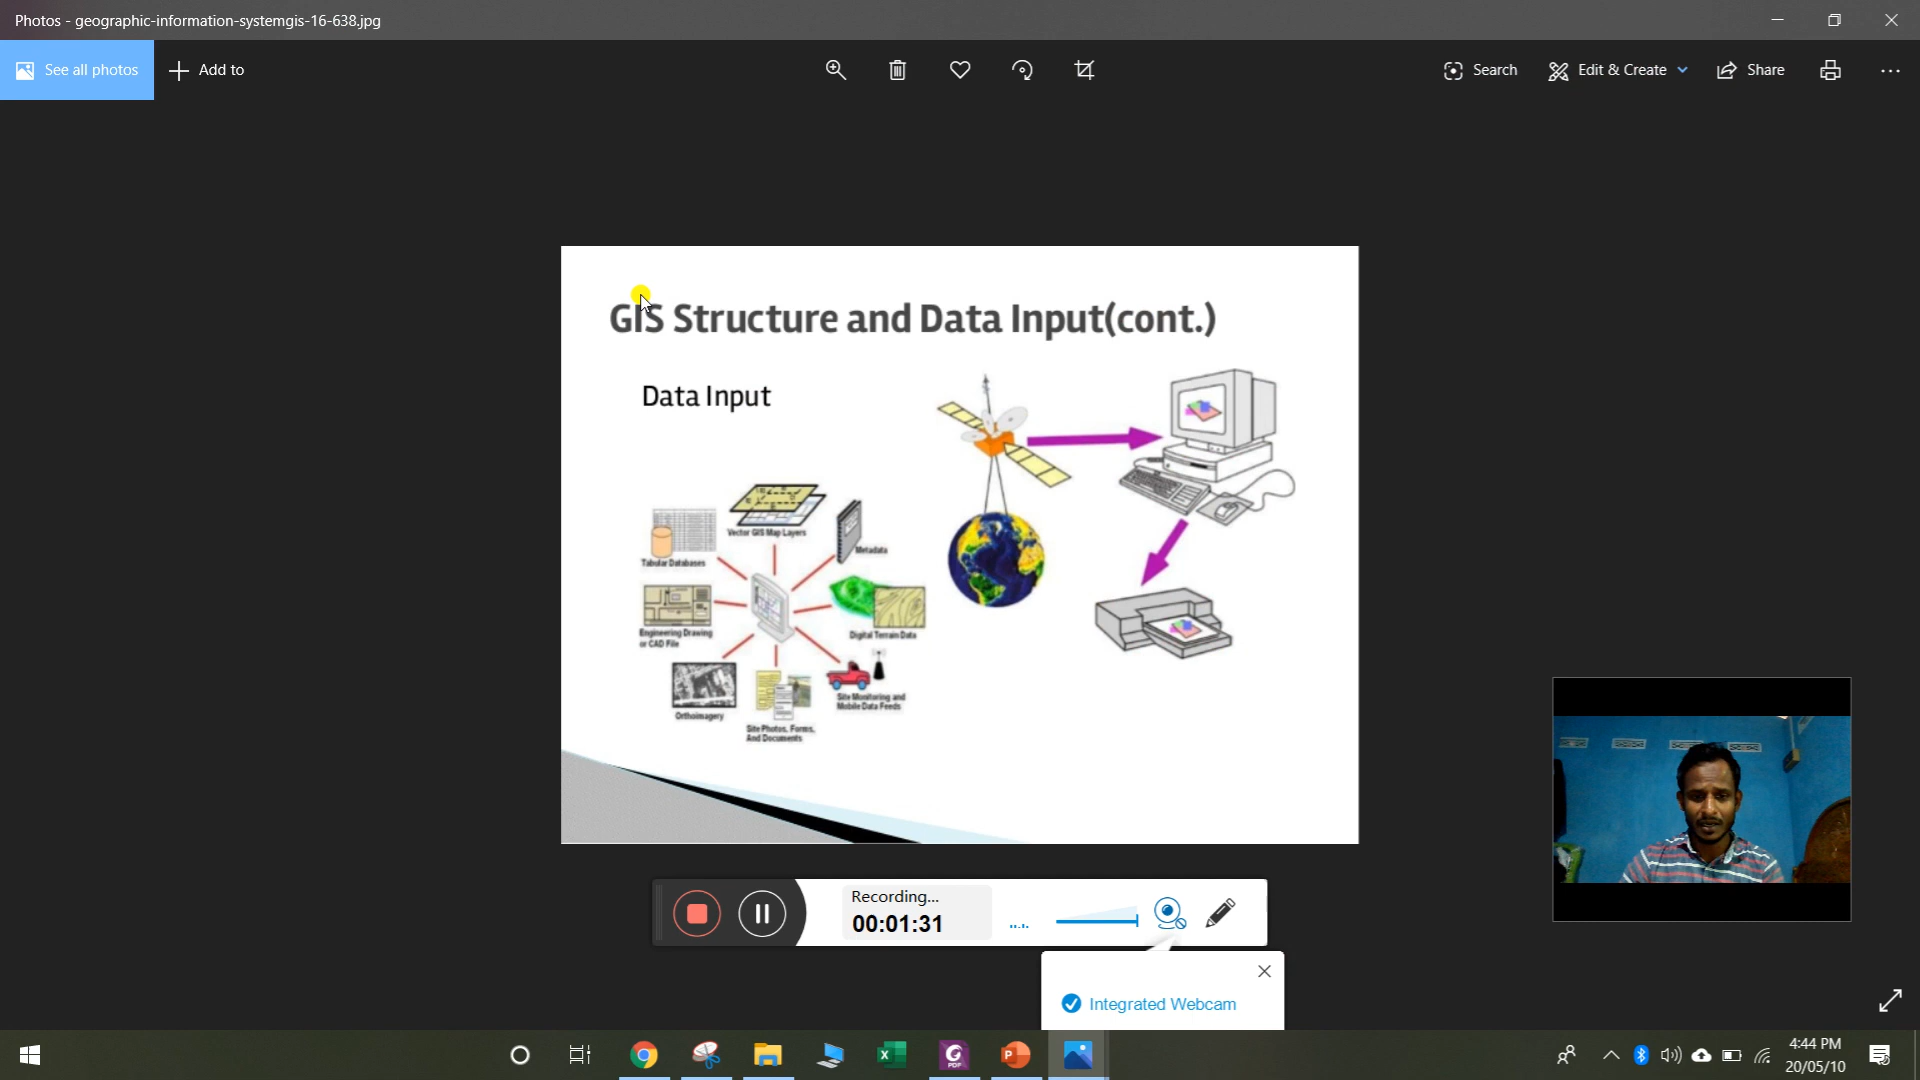 Photos - geographic-information-systemgis-16-638.jpg
See all photos
Add to
Search
Edit & Create
Share
GIS Structure and Data Input(cont.)
Data Input
Vector GIS Map Layers
Metadata
Tabular Databases
Engineering Drawing
or CAD File
Digital Terrain Data
Orthoimagery
Site Photos, Forms,
And Documents
Site Monitoring and
Mobile Data Feeds
Recording...
00:01:31
Integrated Webcam
PDF
4:44 PM
20/05/10